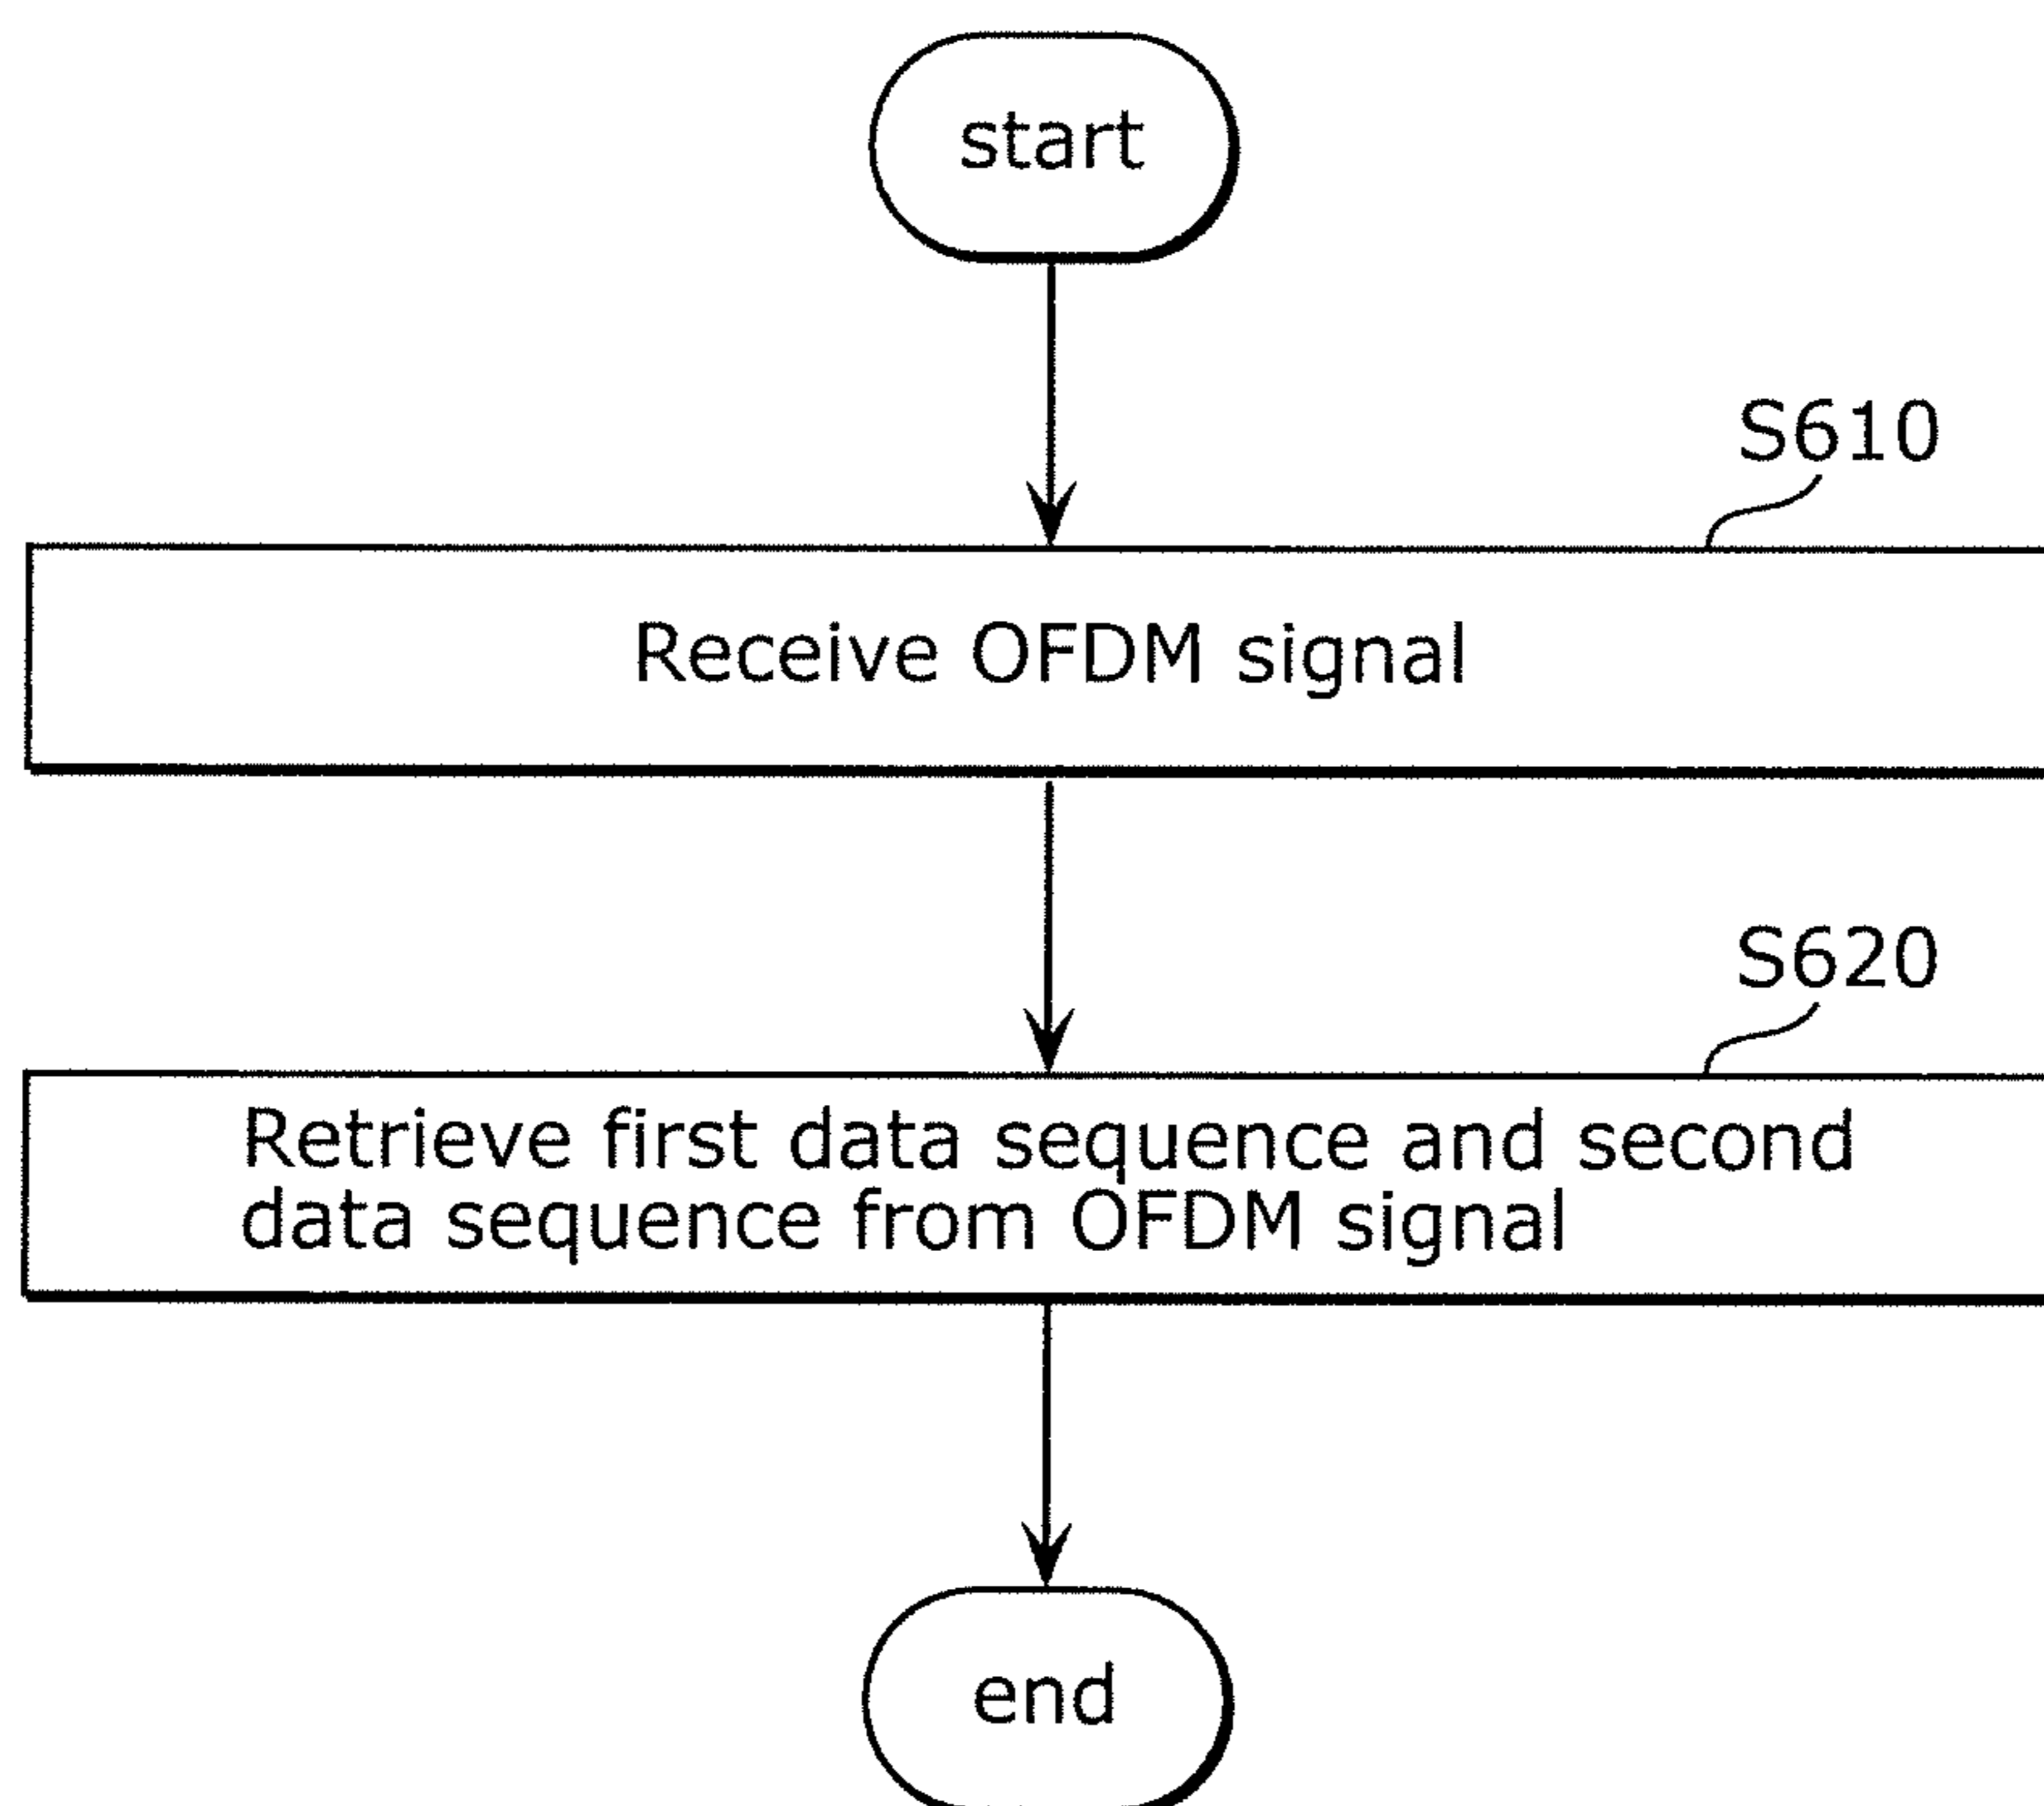 start
S610
Receive OFDM signal
S620
Retrieve first data sequence and second
data sequence from OFDM signal
end